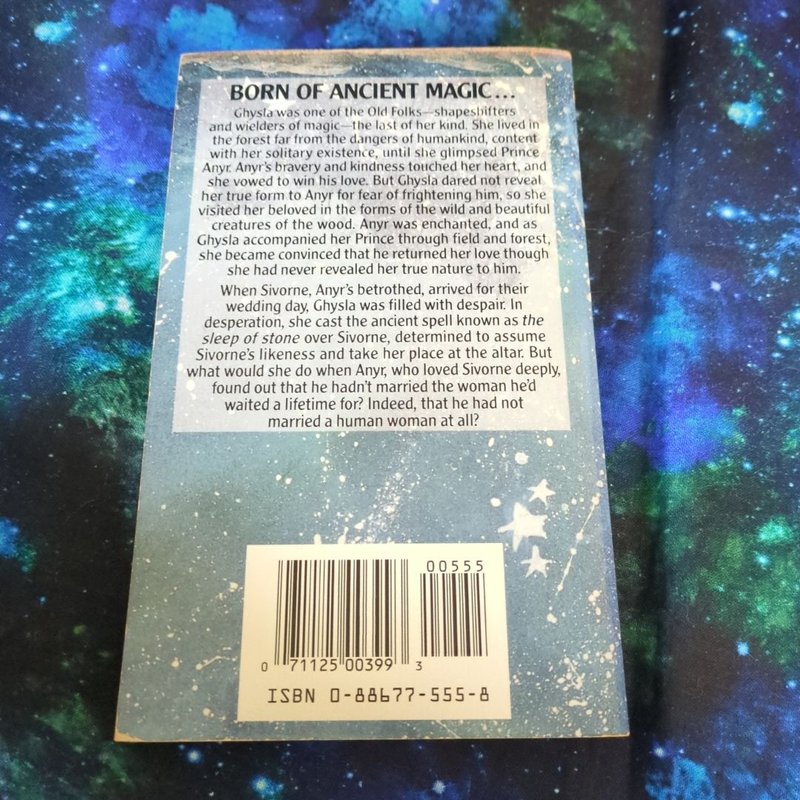 BORN OF ANCIENT MAGIC...
Ghysla was one of the Old Folks—shapeshifters
and wielders of magic—the last of her kind. She lived in
the forest far from the dangers of humankind, content
with her solitary existence, until she glimpsed Prince
Anyr. Anyr's bravery and kindness touched her heart, and
she vowed to win his love. But Ghysla dared not reveal
her true form to Anyr for fear of frightening him, so she
visited her beloved in the forms of the wild and beautiful
creatures of the wood. Anyr was enchanted, and as
Ghysla accompanied her Prince through field and forest,
she became convinced that he returned her love though
she had never revealed her true nature to him.
When Sivorne, Anyr's betrothed, arrived for their
wedding day, Ghysla was filled with despair. In
desperation, she cast the ancient spell known as the
sleep of stone over Sivorne, determined to assume
Sivorne's likeness and take her place at the altar. But
what would she do when Anyr, who loved Sivorne deeply,
found out that he hadn't married the woman he'd
waited a lifetime for? Indeed, that he had not
married a human woman at all?
00555
0 71125 00399 3
ISBN 0-88677-555-8